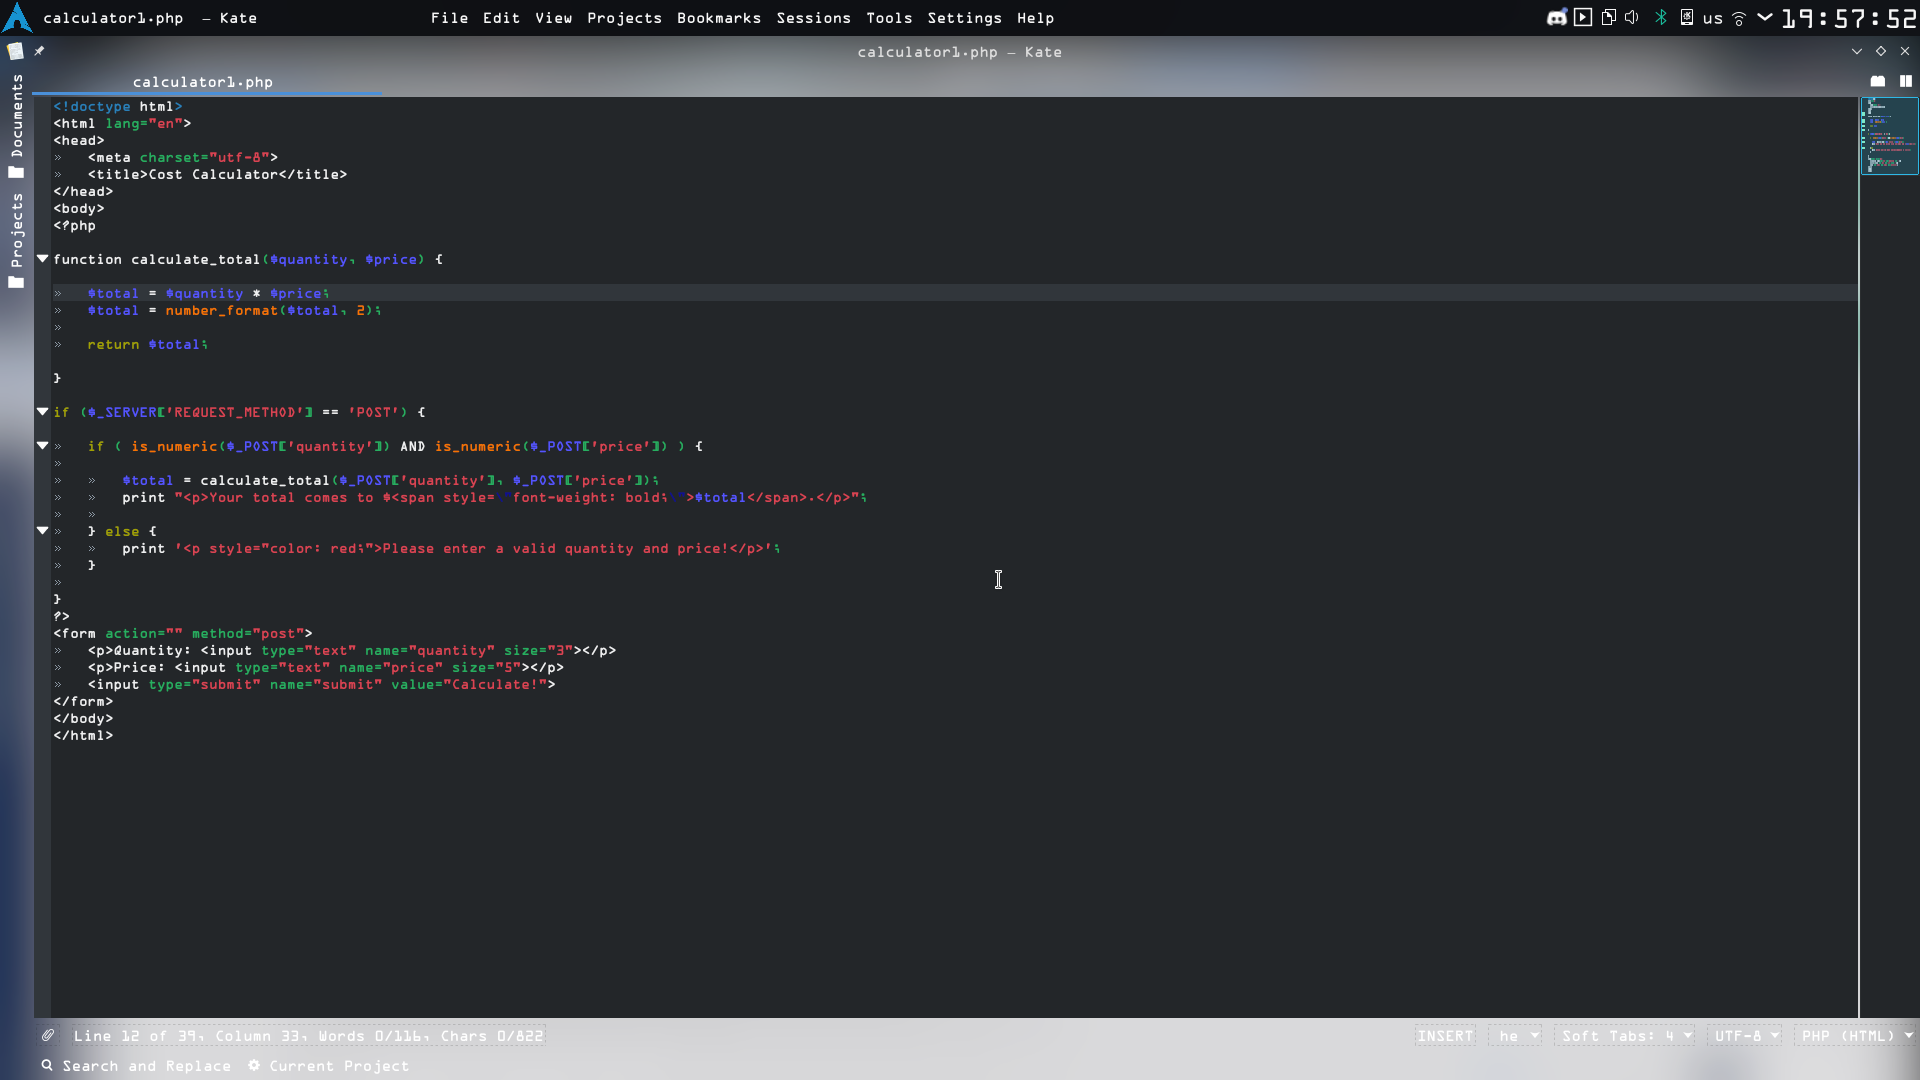 calculator1.php — Kate
File Edit View Projects Bookmarks Sessions Tools Settings Help
us
19:57:52
calculator1.php — Kate
calculator1.php
Documents
Projects
<!doctype html>
<html lang="en">
<head>
» <meta charset="utf-8">
» <title>Cost Calculator</title>
</head>
<body>
<?php
function calculate_total($quantity, $price) {
» $total = $quantity * $price;
» $total = number_format($total, 2);
»
» return $total;
}
if ($_SERVER['REQUEST_METHOD'] == 'POST') {
» if ( is_numeric($_POST['quantity']) AND is_numeric($_POST['price']) ) {
»
» » $total = calculate_total($_POST['quantity'], $_POST['price']);
» » print "<p>Your total comes to $<span style=\"font-weight: bold;\">$total</span>.</p>";
» »
» } else {
» » print '<p style="color: red;">Please enter a valid quantity and price!</p>';
» }
»
}
?>
<form action="" method="post">
» <p>Quantity: <input type="text" name="quantity" size="3"></p>
» <p>Price: <input type="text" name="price" size="5"></p>
» <input type="submit" name="submit" value="Calculate!">
</form>
</body>
</html>
Line 12 of 39, Column 33, Words 0/116, Chars 0/822
INSERT
he
Soft Tabs: 4
UTF-8
PHP (HTML)
Search and Replace
Current Project